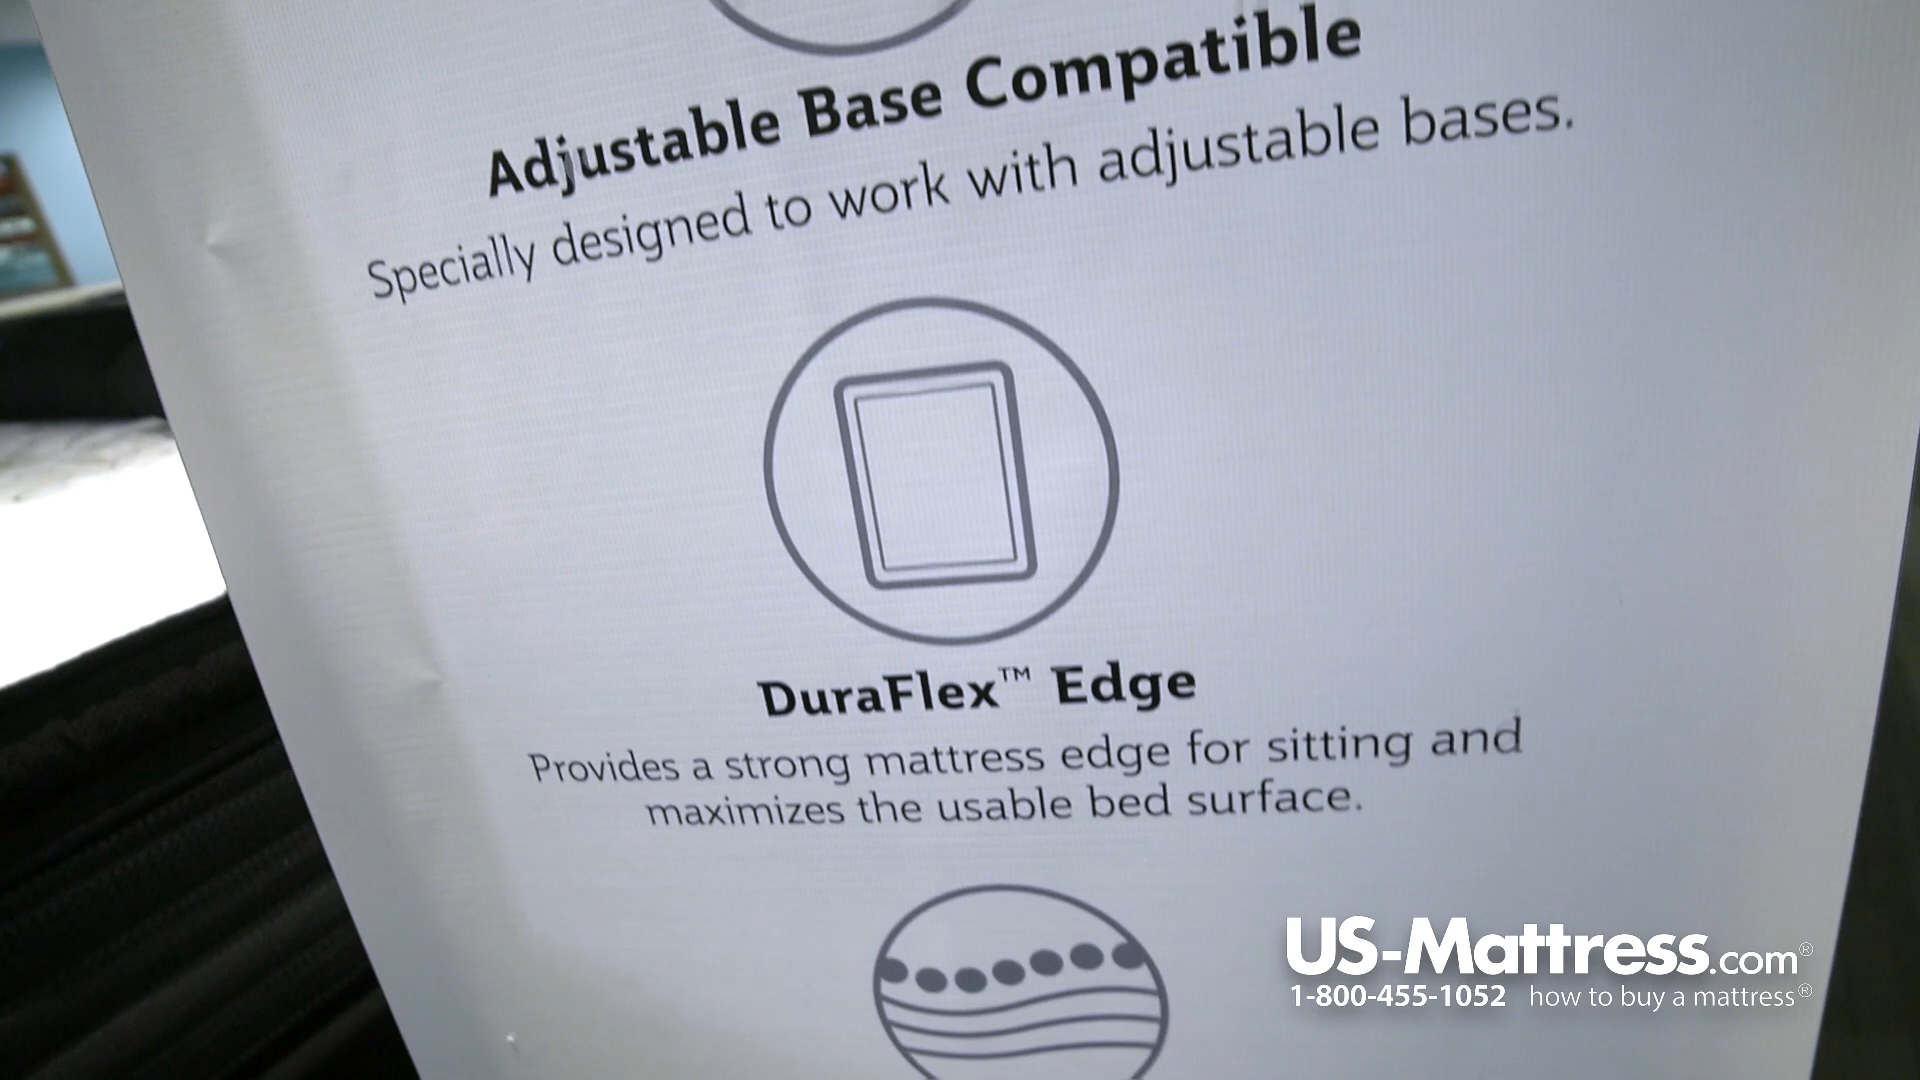 Adjustable Base Compatible
Specially designed to work with adjustable bases.
DuraFlex™ Edge
Provides a strong mattress edge for sitting and
maximizes the usable bed surface.
US-Mattress.com®
1-800-455-1052 how to buy a mattress®